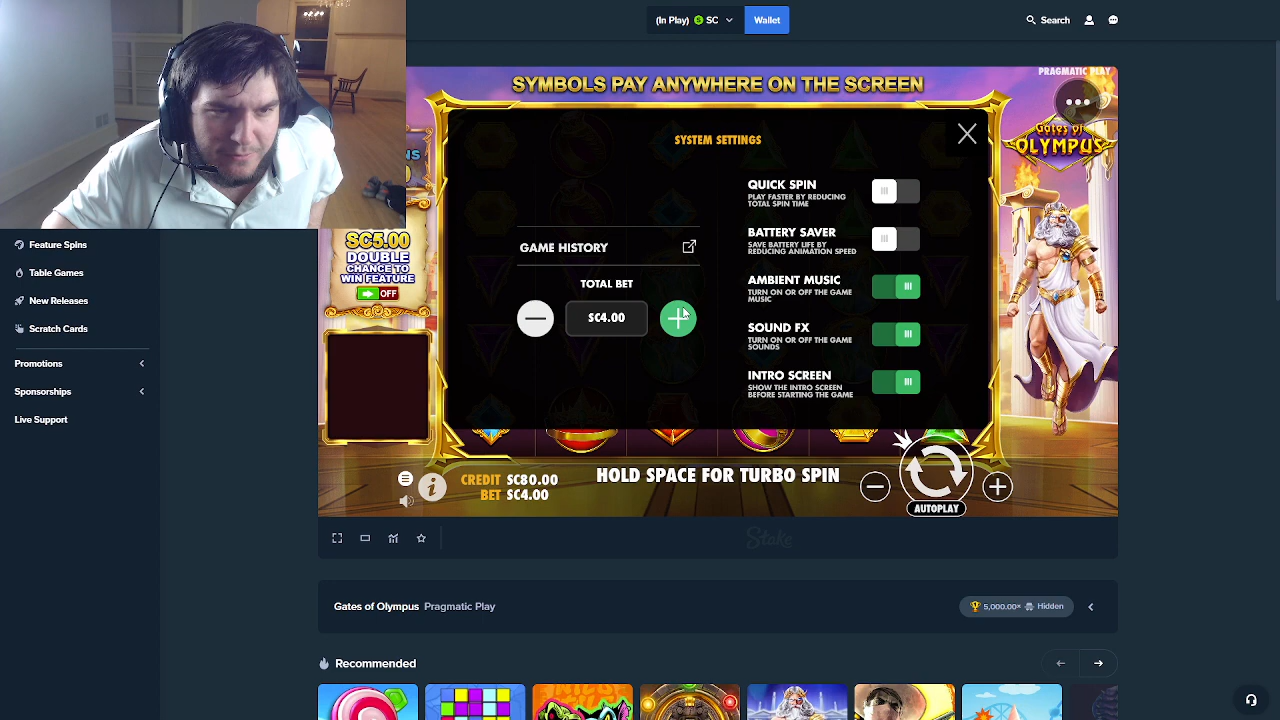 (In Play) SC
Wallet
Search
SYMBOLS PAY ANYWHERE ON THE SCREEN
PRAGMATIC PLAY
Gates of
OLYMPUS
SYSTEM SETTINGS
GAME HISTORY
TOTAL BET
SC4.00
QUICK SPIN
PLAY FASTER BY REDUCING
TOTAL SPIN TIME
BATTERY SAVER
SAVE BATTERY LIFE BY
REDUCING ANIMATION SPEED
AMBIENT MUSIC
TURN ON OR OFF THE GAME
MUSIC
SOUND FX
TURN ON OR OFF THE GAME
SOUNDS
INTRO SCREEN
SHOW THE INTRO SCREEN
BEFORE STARTING THE GAME
NS
SC5.00
DOUBLE
CHANCE TO
WIN FEATURE
OFF
Feature Spins
Table Games
New Releases
Scratch Cards
Promotions
Sponsorships
Live Support
CREDIT SC80.00
BET SC4.00
HOLD SPACE FOR TURBO SPIN
AUTOPLAY
Stake
Gates of Olympus Pragmatic Play
5,000.00× Hidden
Recommended